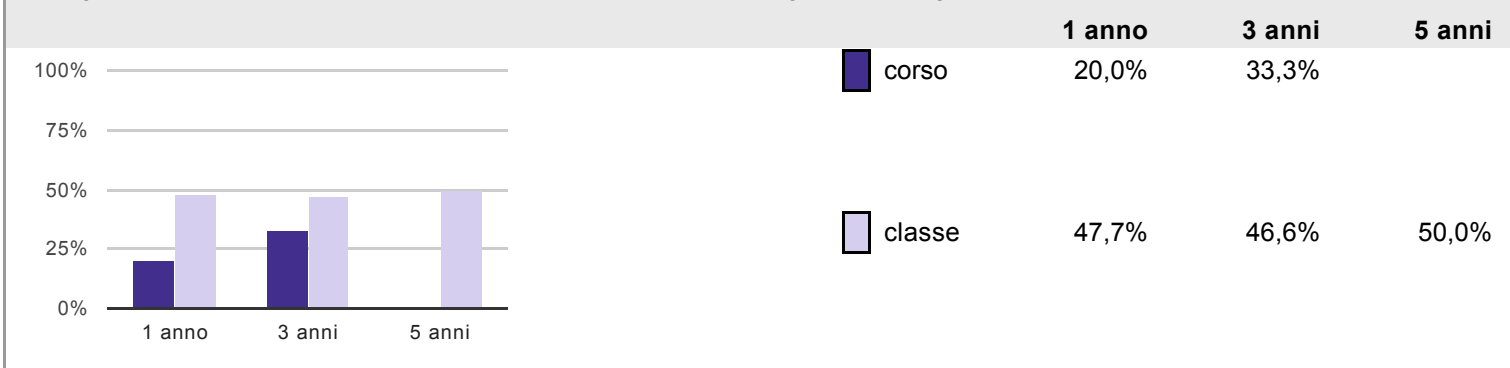 1 anno 3 anni 5 anni
100%
75%
50%
25%
0%
1 anno 3 anni 5 anni
corso 20,0% 33,3%
classe 47,7% 46,6% 50,0%